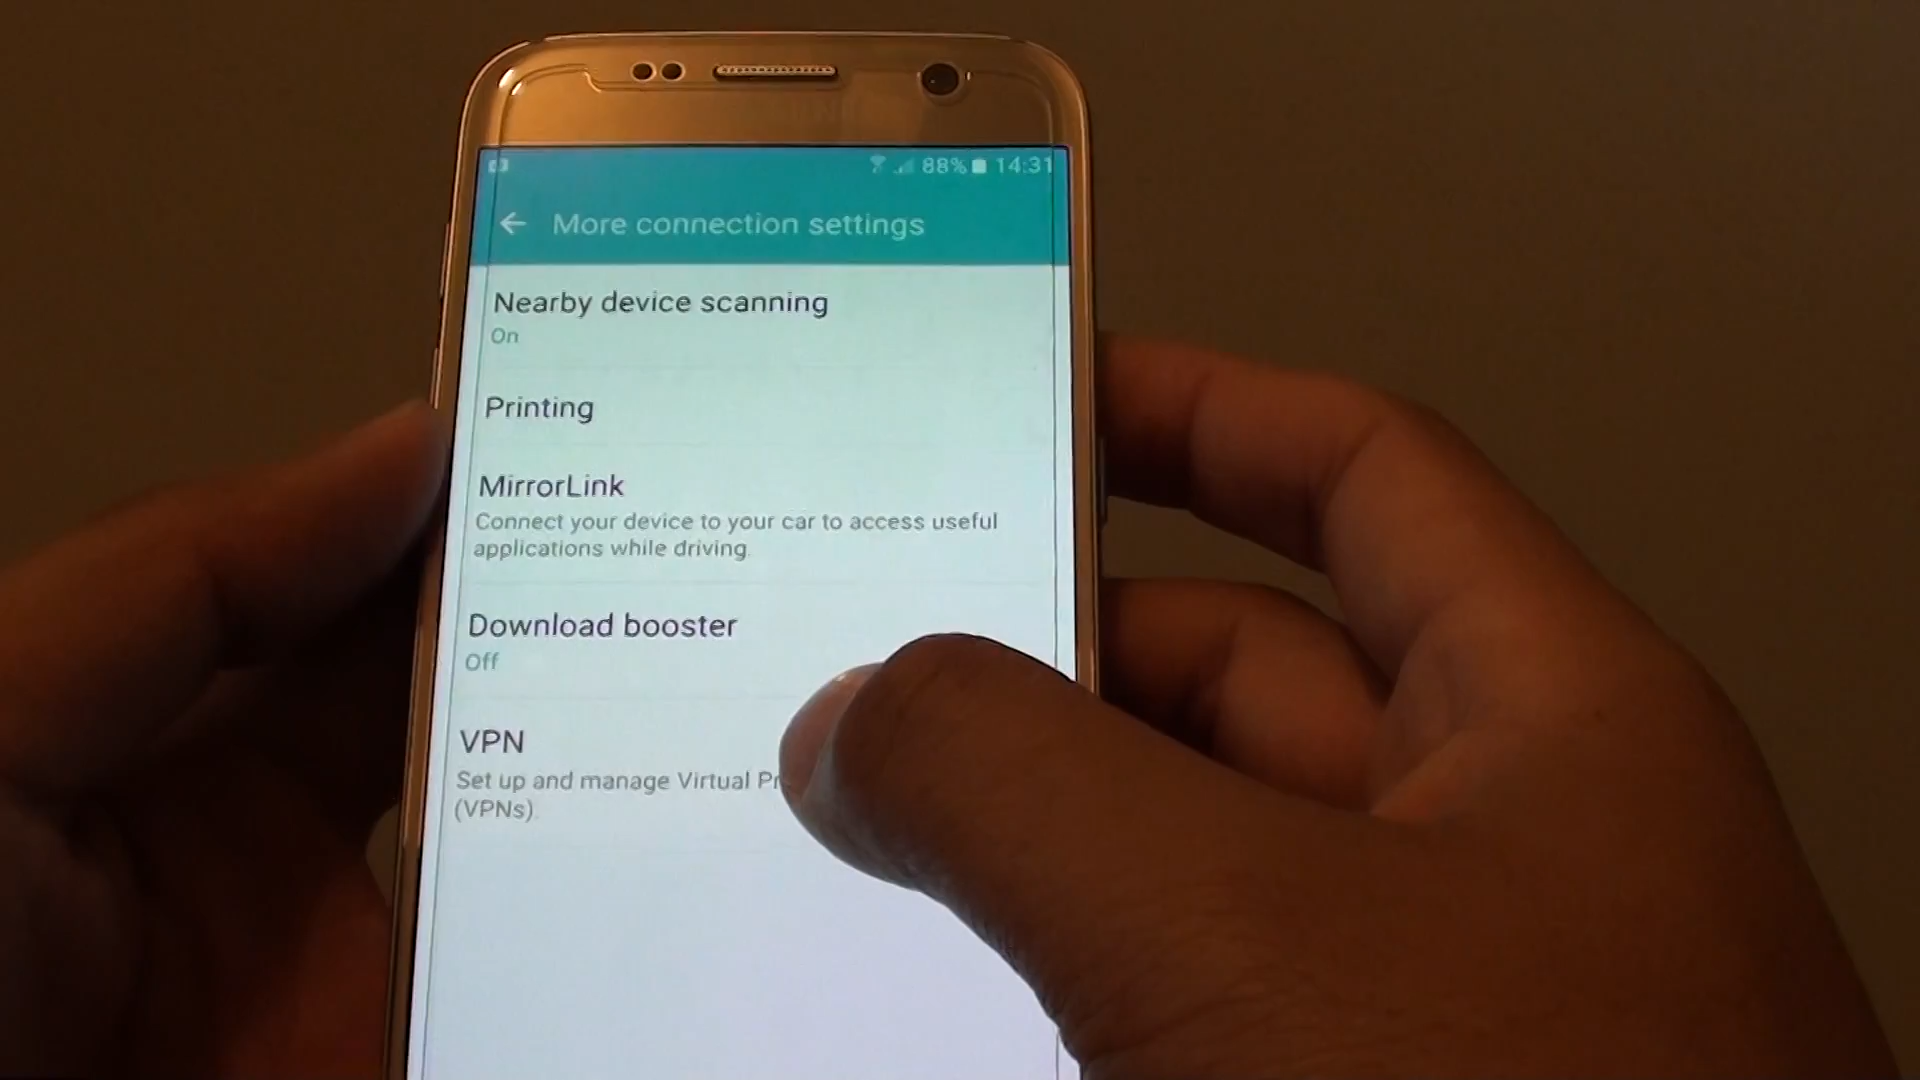 88% 14:31
More connection settings
Nearby device scanning
On
Printing
MirrorLink
Connect your device to your car to access useful
applications while driving.
Download booster
Off
VPN
Set up and manage Virtual Pr
(VPNs).